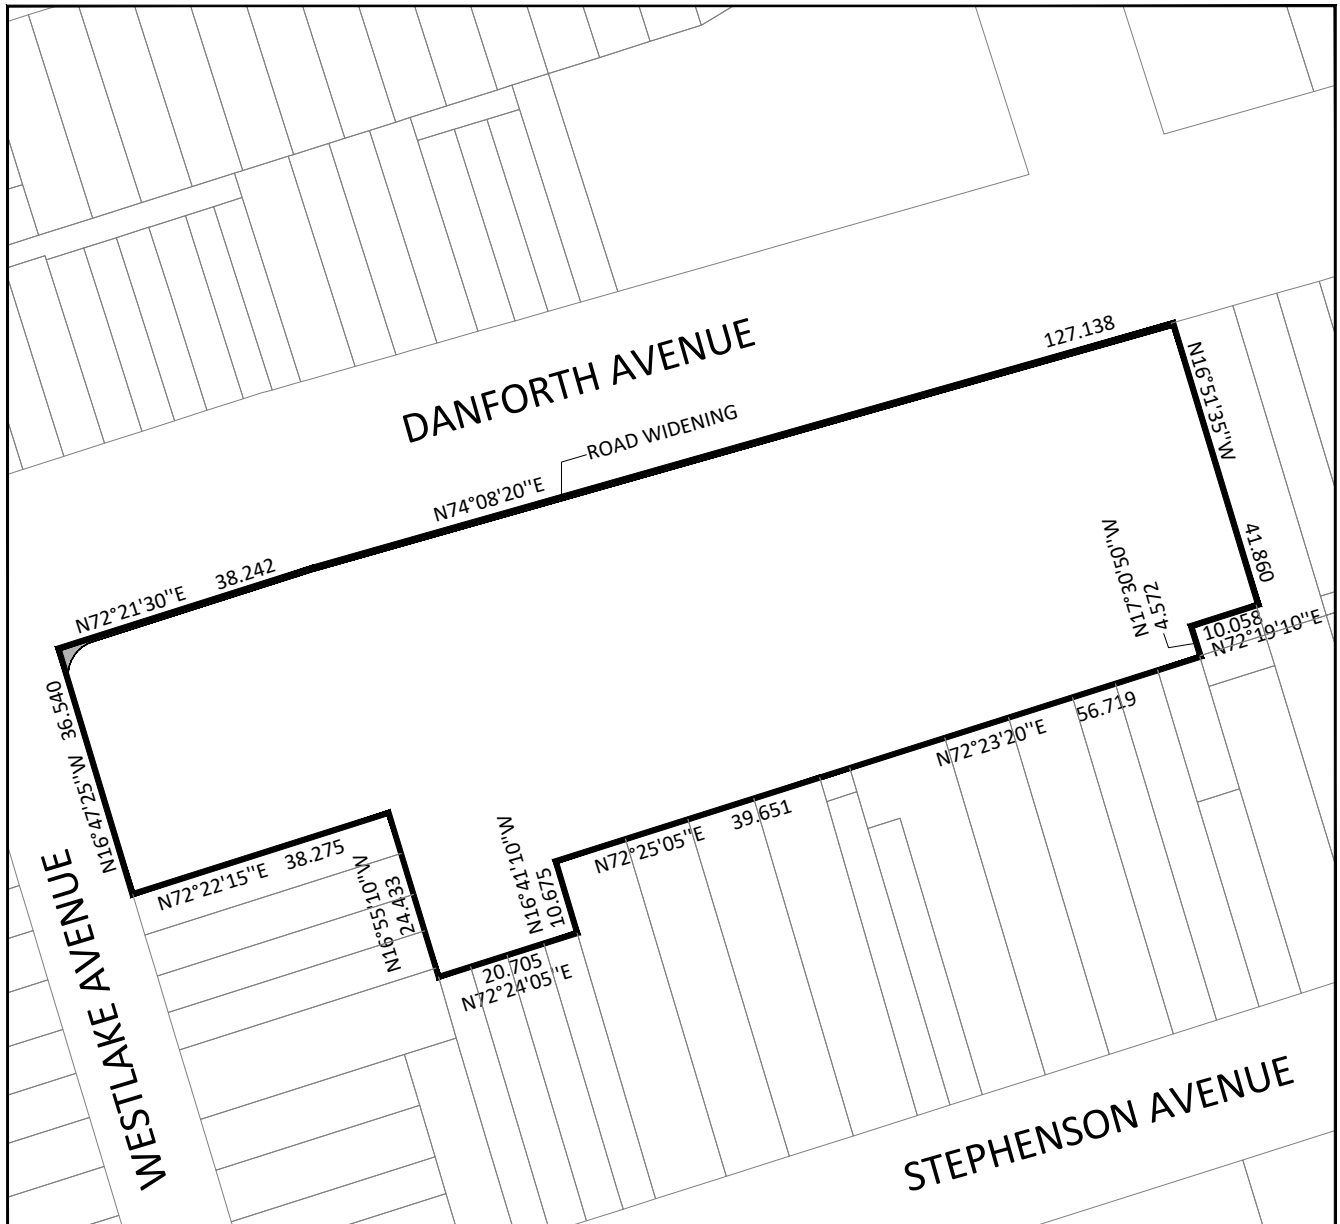 DANFORTH AVENUE
127.138
ROAD WIDENING
N74°08'20''E
N16°51'35''W
41.860
N72°21'30''E 38.242
N17°30'50''W
4.572
10.058
N72°19'10''E
N16°47'25''W 36.540
56.719
N72°23'20''E
39.651
N72°25'05''E
N16°41'10''W
10.675
N72°22'15''E 38.275
N16°55'10''W
24.433
20.705
N72°24'05''E
WESTLAKE AVENUE
STEPHENSON AVENUE